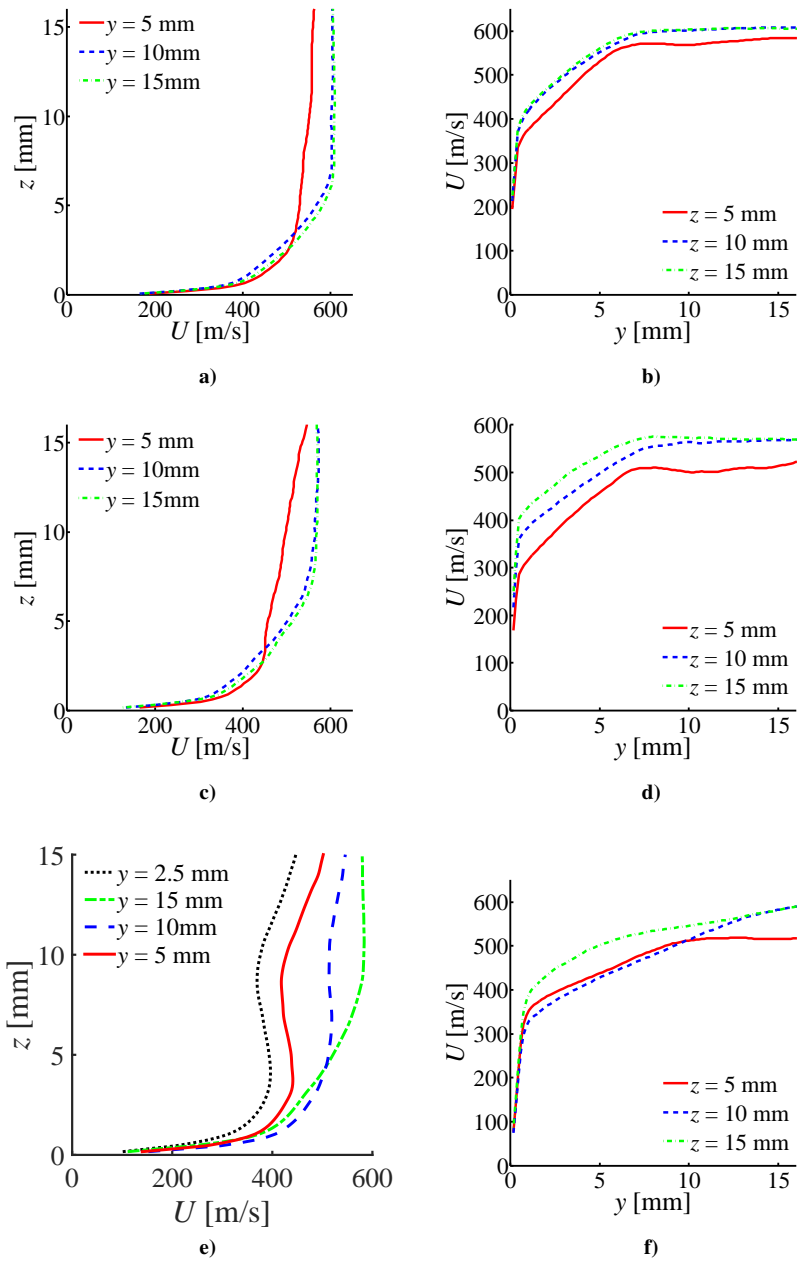 y = 5 mm
y = 10mm
y = 15mm
z [mm]
15
10
5
0
0 200 400 600
U [m/s]
a)
U [m/s]
600
500
400
300
200
100
0
z = 5 mm
z = 10 mm
z = 15 mm
0 5 10 15
y [mm]
b)
y = 5 mm
y = 10mm
y = 15mm
z [mm]
15
10
5
0
0 200 400 600
U [m/s]
c)
U [m/s]
600
500
400
300
200
100
0
z = 5 mm
z = 10 mm
z = 15 mm
0 5 10 15
y [mm]
d)
y = 2.5 mm
y = 15 mm
y = 10mm
y = 5 mm
z [mm]
15
10
5
0
0 200 400 600
U [m/s]
e)
U [m/s]
600
500
400
300
200
100
0
z = 5 mm
z = 10 mm
z = 15 mm
0 5 10 15
y [mm]
f)